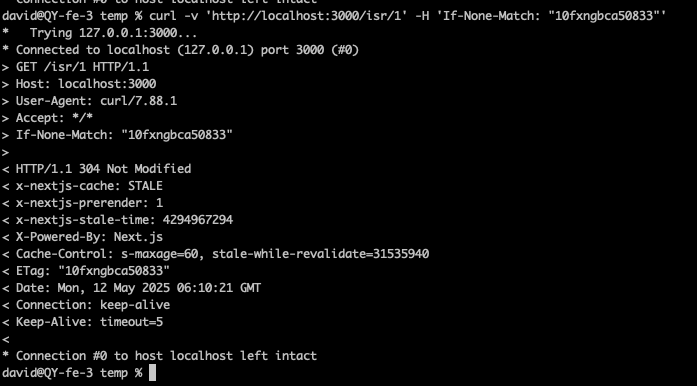 * Connection #0 to host localhost left intact
david@QY-fe-3 temp % curl -v 'http://localhost:3000/isr/1' -H 'If-None-Match: "10fxngbca50833"'
*   Trying 127.0.0.1:3000...
* Connected to localhost (127.0.0.1) port 3000 (#0)
> GET /isr/1 HTTP/1.1
> Host: localhost:3000
> User-Agent: curl/7.88.1
> Accept: */*
> If-None-Match: "10fxngbca50833"
>
< HTTP/1.1 304 Not Modified
< x-nextjs-cache: STALE
< x-nextjs-prerender: 1
< x-nextjs-stale-time: 4294967294
< X-Powered-By: Next.js
< Cache-Control: s-maxage=60, stale-while-revalidate=31535940
< ETag: "10fxngbca50833"
< Date: Mon, 12 May 2025 06:10:21 GMT
< Connection: keep-alive
< Keep-Alive: timeout=5
<
* Connection #0 to host localhost left intact
david@QY-fe-3 temp %